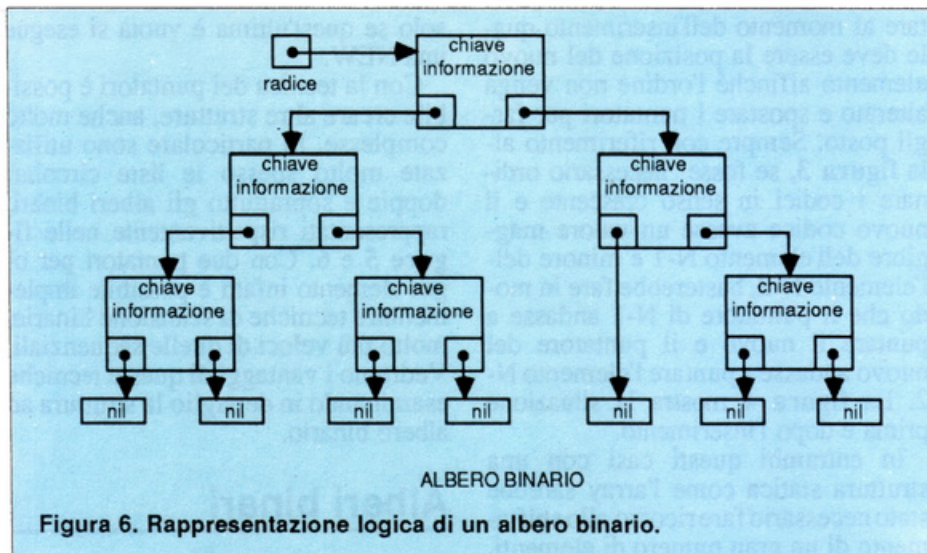 radice
chiave
informazione
chiave
informazione
chiave
informazione
chiave
informazione
chiave
informazione
chiave
informazione
nil
nil
nil
nil
nil
nil
nil
ALBERO BINARIO
Figura 6. Rappresentazione logica di un albero binario.